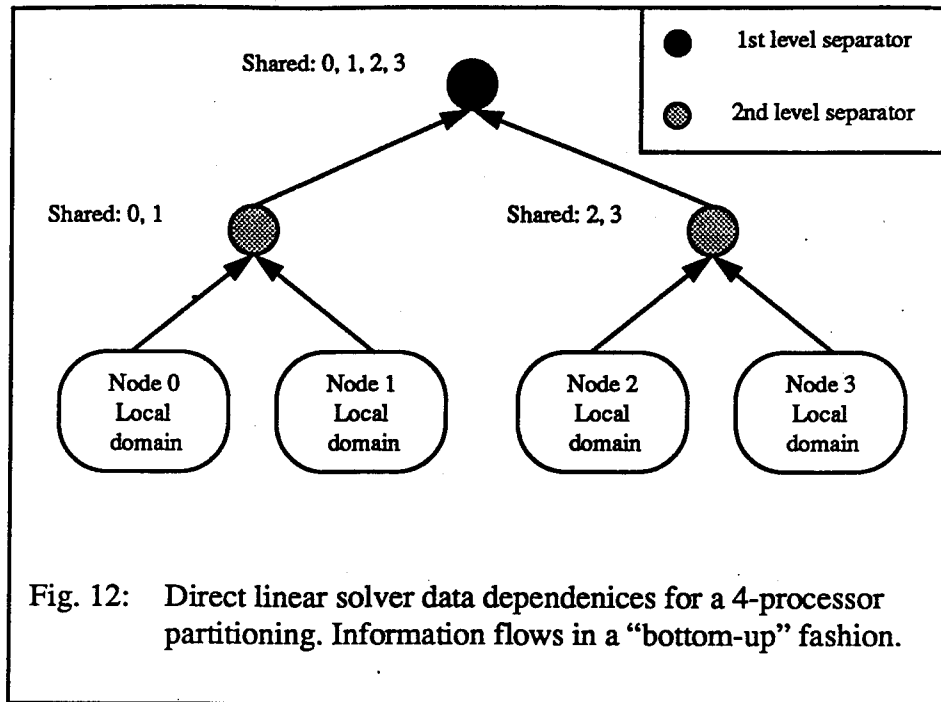 1st level separator
Shared: 0, 1, 2, 3
2nd level separator
Shared: 0, 1
Shared: 2, 3
Node 0
Local
domain
Node 1
Local
domain
Node 2
Local
domain
Node 3
Local
domain
Fig. 12: Direct linear solver data dependenices for a 4-processor
partitioning. Information flows in a “bottom-up” fashion.